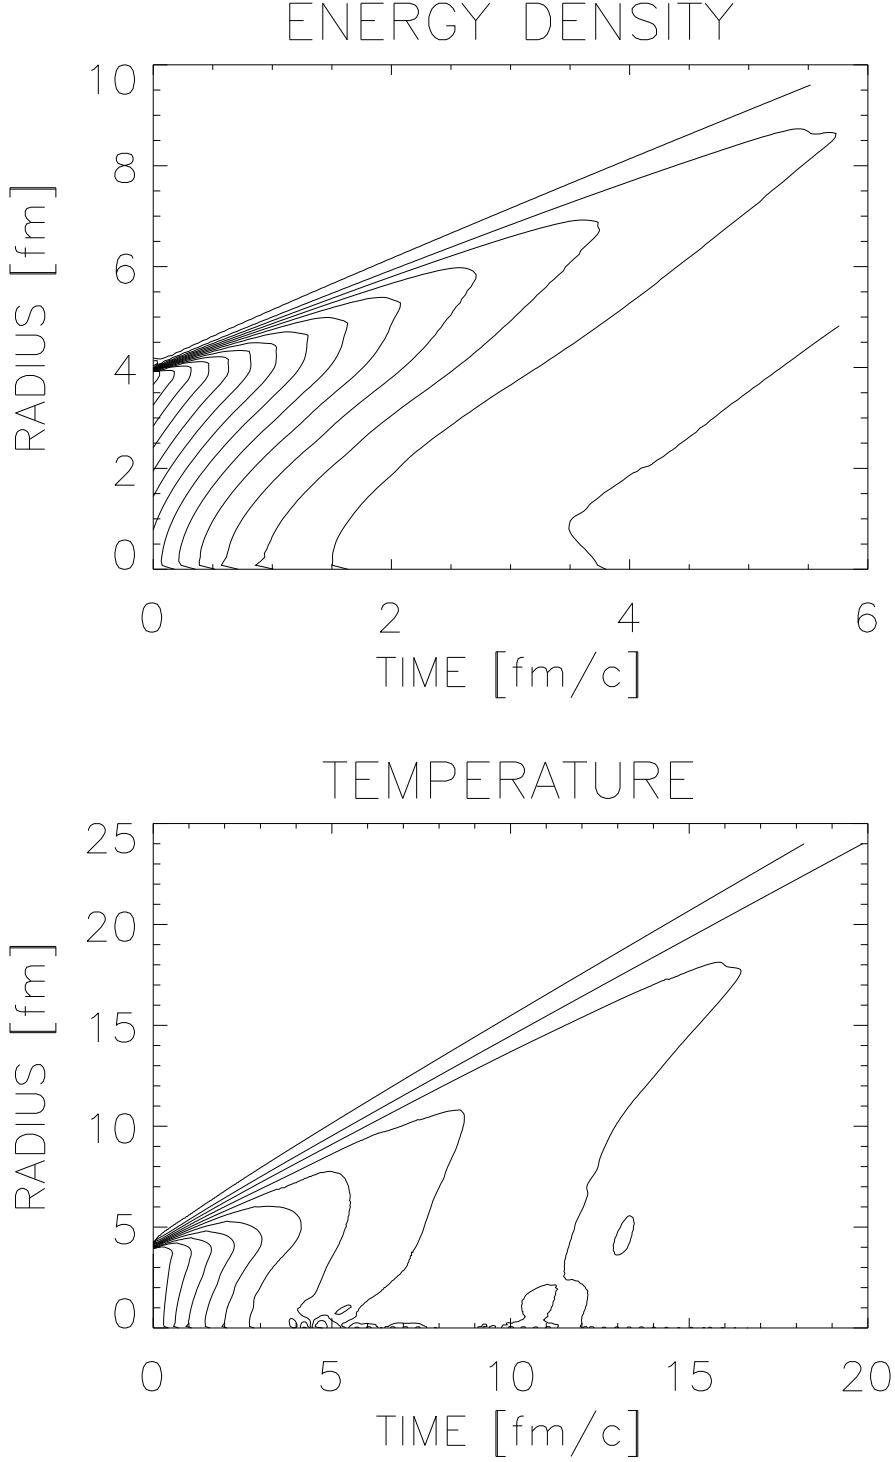 ENERGY DENSITY
10
8
6
4
2
0
RADIUS [fm]
0 2 4 6
TIME [fm/c]
TEMPERATURE
25
20
15
10
5
0
RADIUS [fm]
0 5 10 15 20
TIME [fm/c]